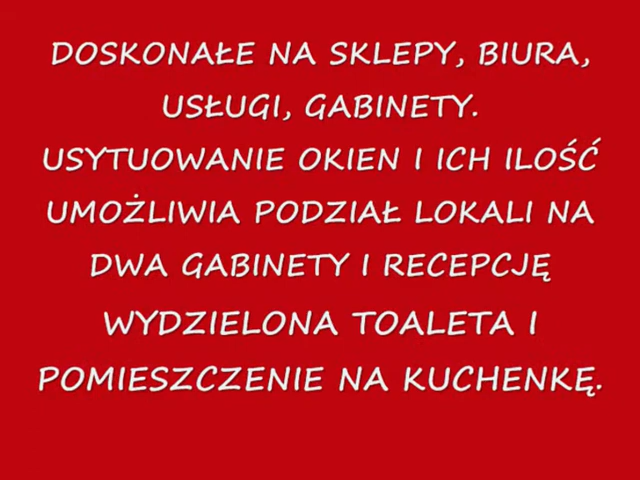 DOSKONAŁE NA SKLEPY, BIURA,
USŁUGI, GABINETY.
USYTUOWANIE OKIEN I ICH ILOŚĆ
UMOŻLIWIA PODZIAŁ LOKALI NA
DWA GABINETY I RECEPCJĘ
WYDZIELONA TOALETA I
POMIESZCZENIE NA KUCHENKĘ.